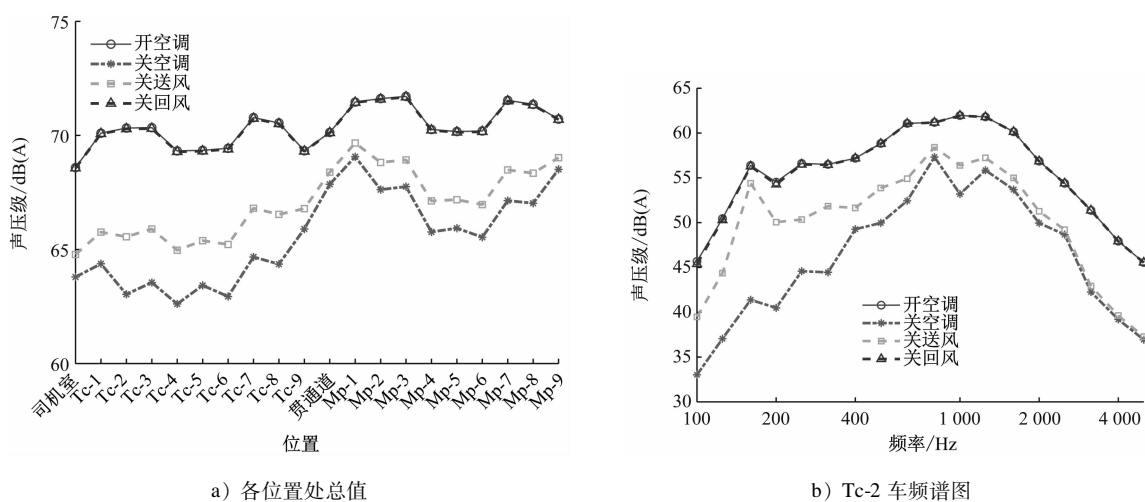 75
70
65
60
声压级/dB(A)
开空调
关空调
关送风
关回风
司机室 Tc-1 Tc-2 Tc-3 Tc-4 Tc-5 Tc-6 Tc-7 Tc-8 Tc-9 贯通道 Mp-1 Mp-2 Mp-3 Mp-4 Mp-5 Mp-6 Mp-7 Mp-8 Mp-9
位置
a）各位置处总值
65
60
55
50
45
40
35
30
声压级/dB(A)
开空调
关空调
关送风
关回风
100 200 400 1 000 2 000 4 000
频率/Hz
b）Tc-2 车频谱图